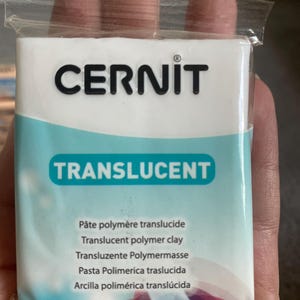 CERNIT®
TRANSLUCENT
Pâte polymère translucide
Translucent polymer clay
Transluzente Polymermasse
Pasta Polimerica traslucida
Arcilla polimérica translúcida